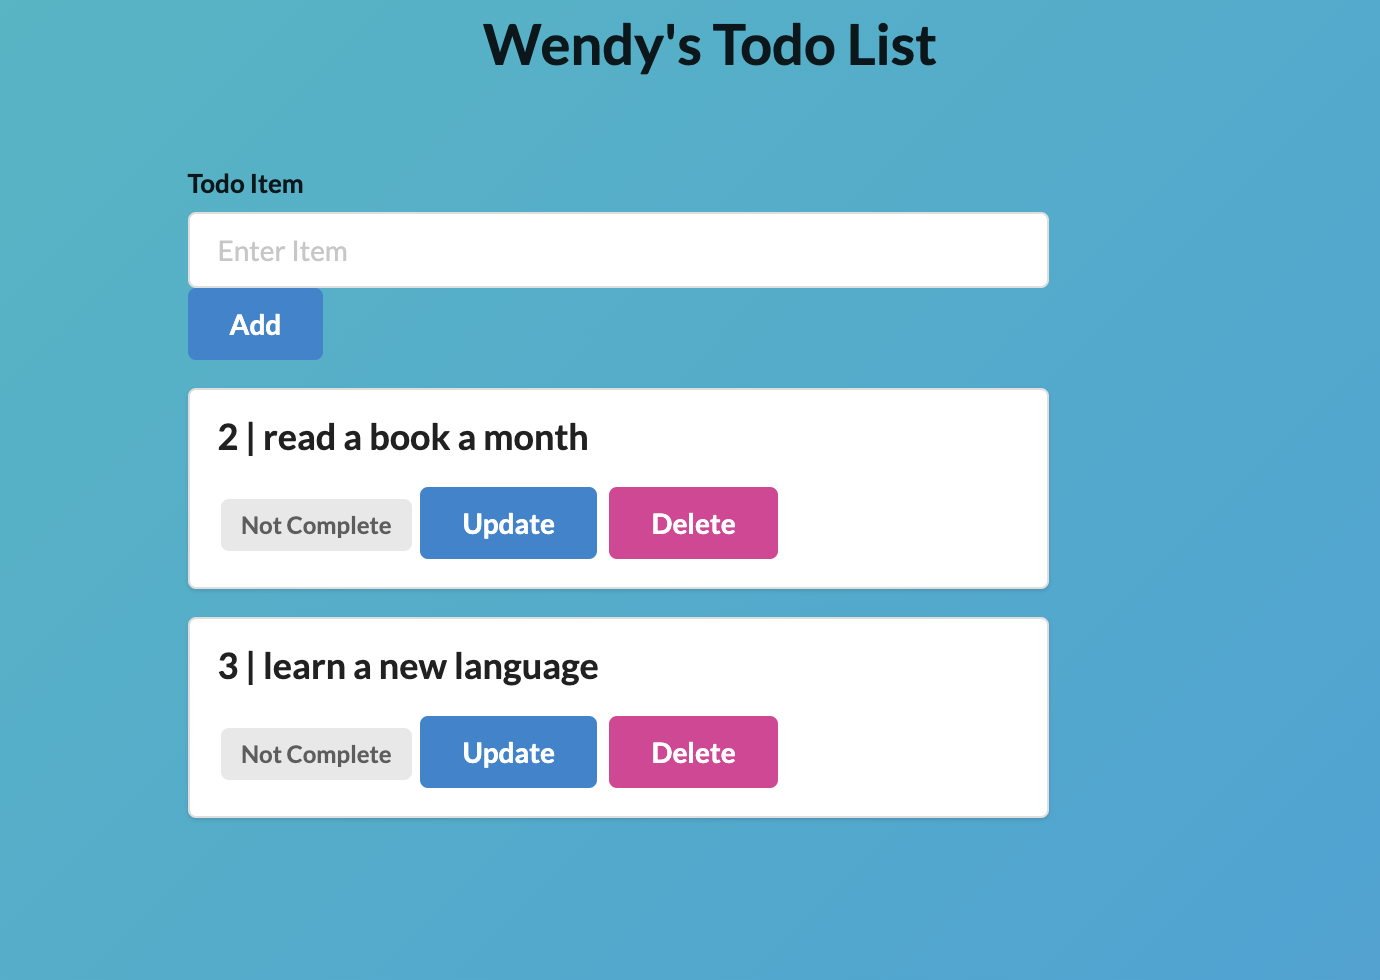 Wendy's Todo List
Todo Item
Enter Item
Add
2 | read a book a month
Not Complete Update Delete
3 | learn a new language
Not Complete Update Delete